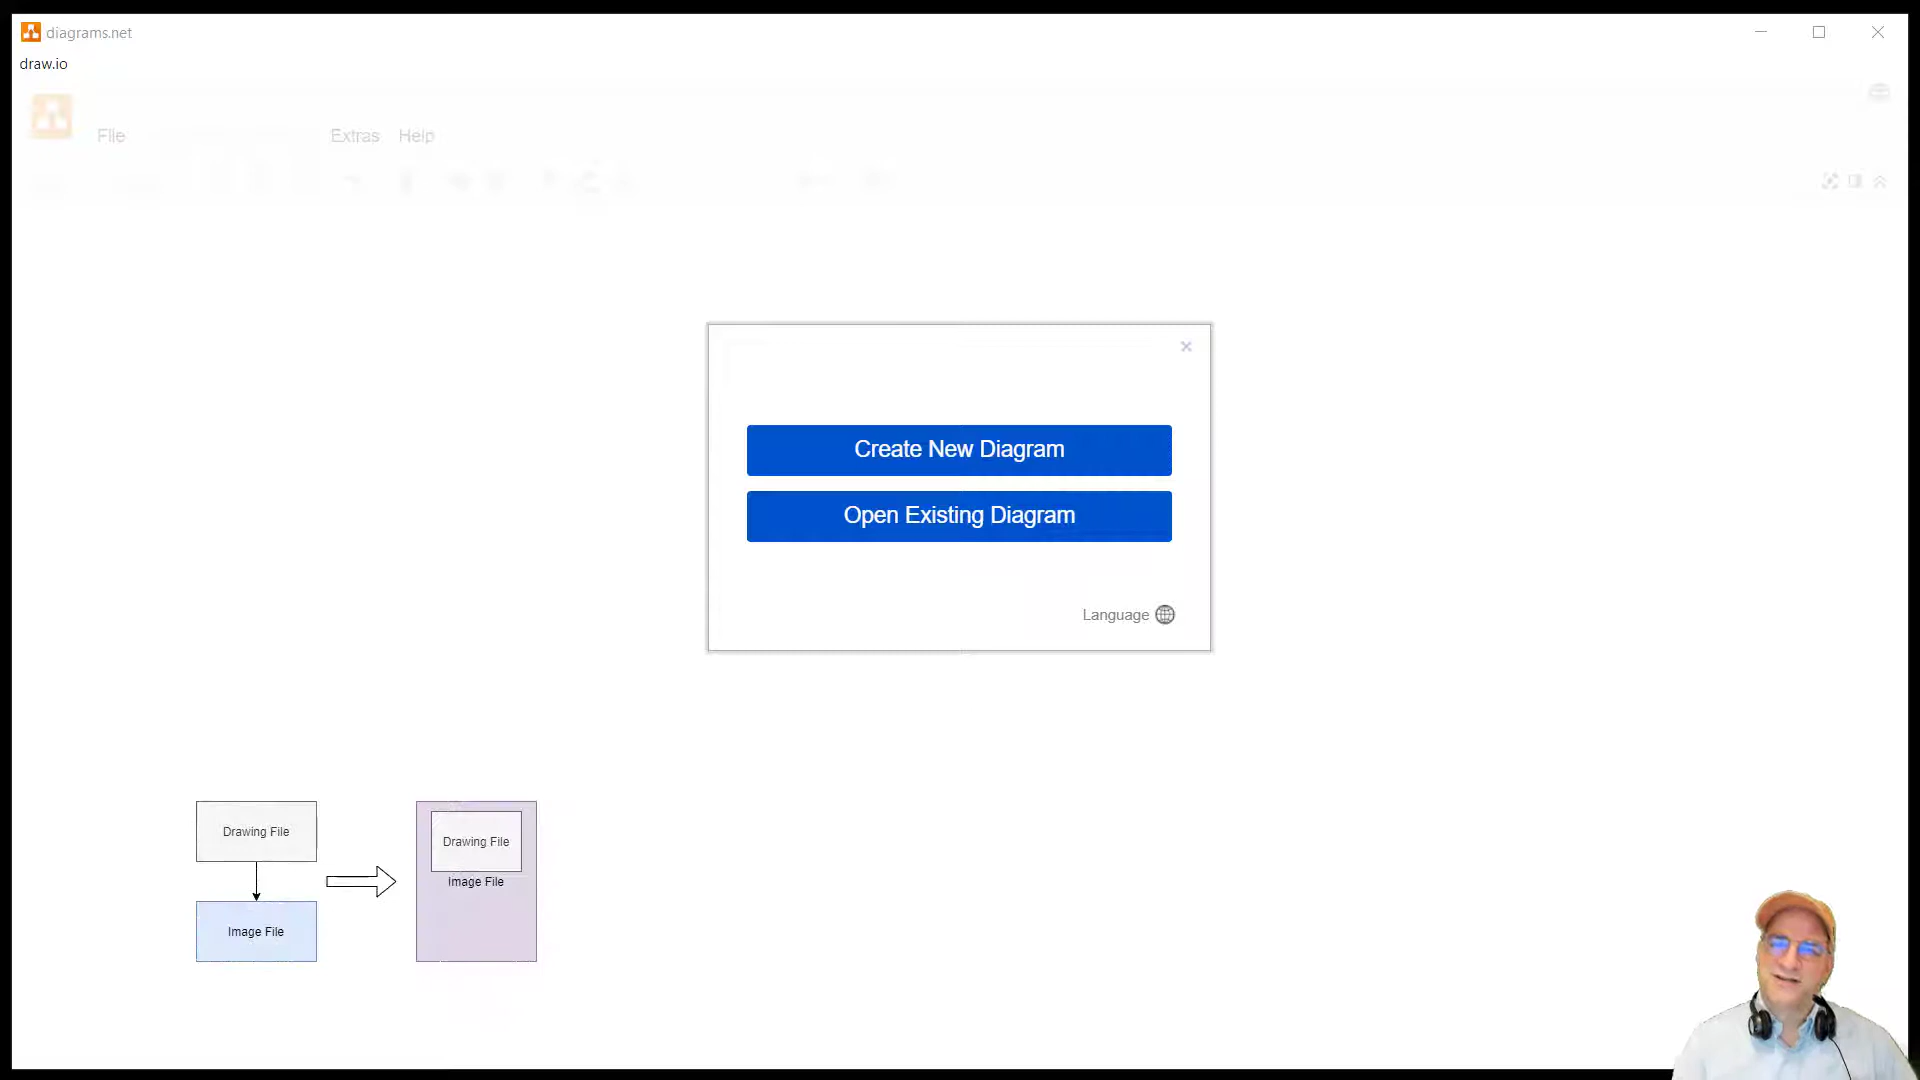 diagrams.net
draw.io
File
Extras Help
Create New Diagram
Open Existing Diagram
Language
Drawing File
Image File
Drawing File
Image File